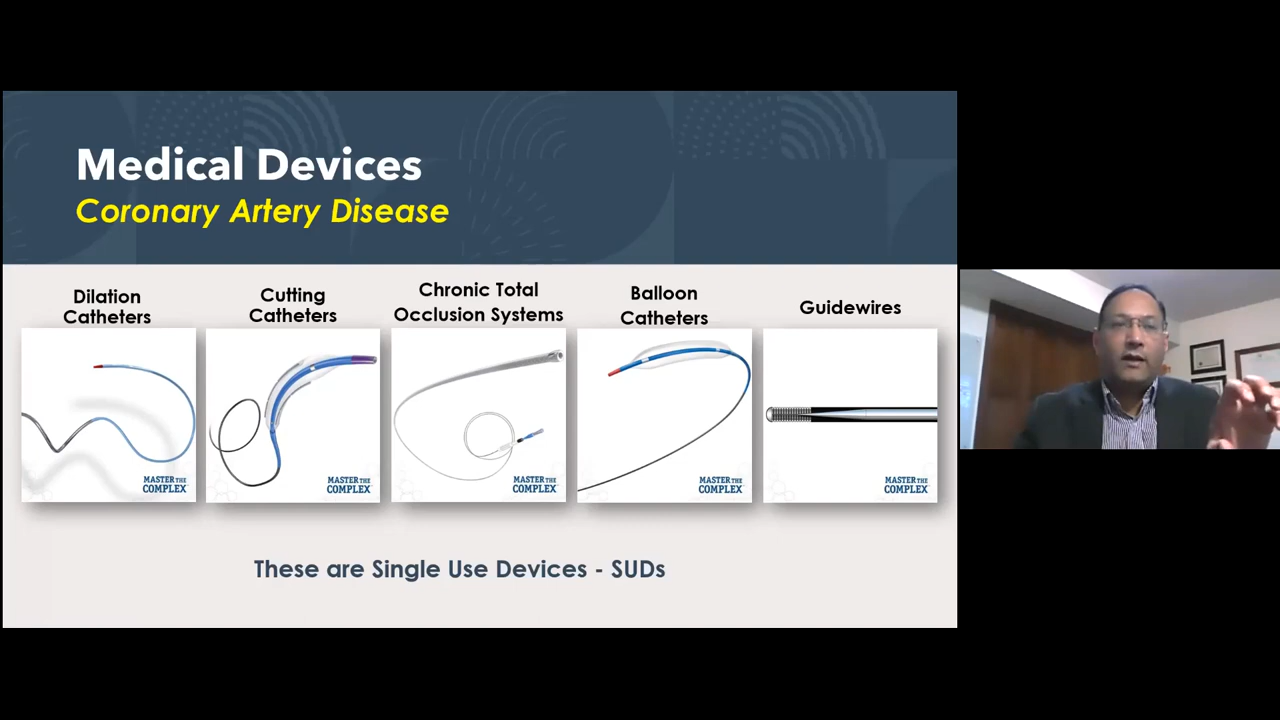 Medical Devices
Coronary Artery Disease
Dilation
Catheters
Cutting
Catheters
Chronic Total
Occlusion Systems
Balloon
Catheters
Guidewires
MASTER THE
COMPLEX
MASTER THE
COMPLEX
MASTER THE
COMPLEX
MASTER THE
COMPLEX
MASTER THE
COMPLEX
These are Single Use Devices - SUDs